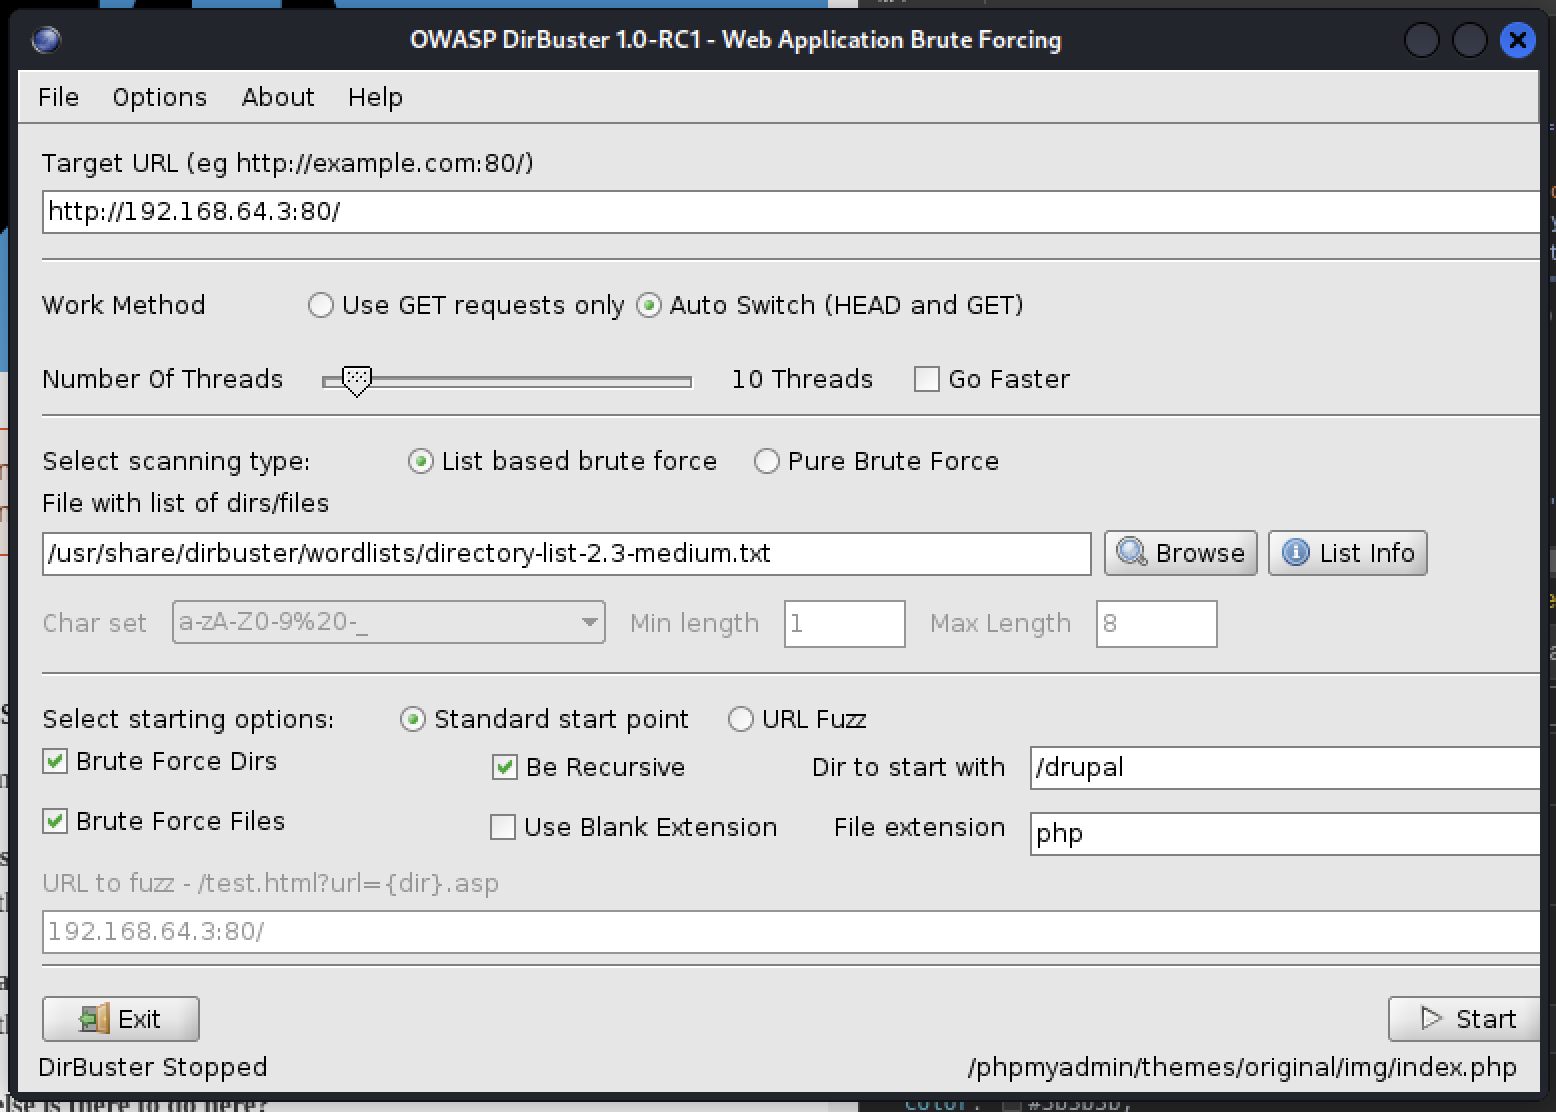 OWASP DirBuster 1.0-RC1 - Web Application Brute Forcing
File Options About Help
Target URL (eg http://example.com:80/)
http://192.168.64.3:80/
Work Method Use GET requests only Auto Switch (HEAD and GET)
Number Of Threads 10 Threads Go Faster
Select scanning type: List based brute force Pure Brute Force
File with list of dirs/files
/usr/share/dirbuster/wordlists/directory-list-2.3-medium.txt Browse List Info
Char set a-zA-Z0-9%20-_ Min length 1 Max Length 8
Select starting options: Standard start point URL Fuzz
Brute Force Dirs Be Recursive Dir to start with /drupal
Brute Force Files Use Blank Extension File extension php
URL to fuzz - /test.html?url={dir}.asp
192.168.64.3:80/
Exit Start
DirBuster Stopped /phpmyadmin/themes/original/img/index.php
else is there to do here?